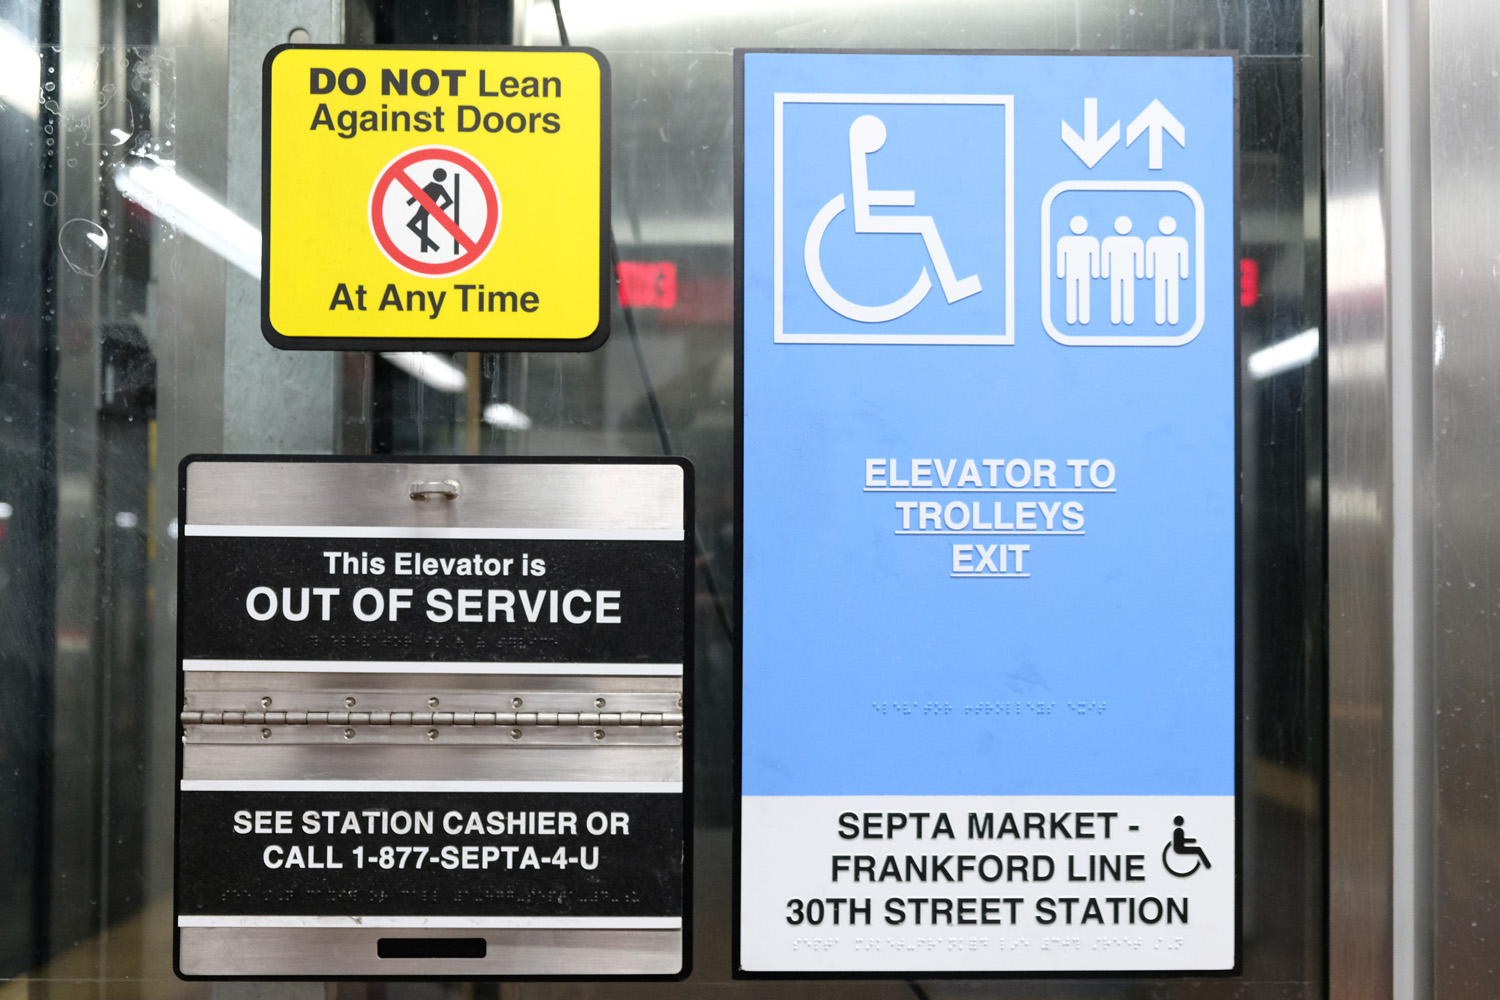 DO NOT Lean
Against Doors
At Any Time
This Elevator is
OUT OF SERVICE
SEE STATION CASHIER OR
CALL 1-877-SEPTA-4-U
ELEVATOR TO
TROLLEYS
EXIT
SEPTA MARKET -
FRANKFORD LINE
30TH STREET STATION